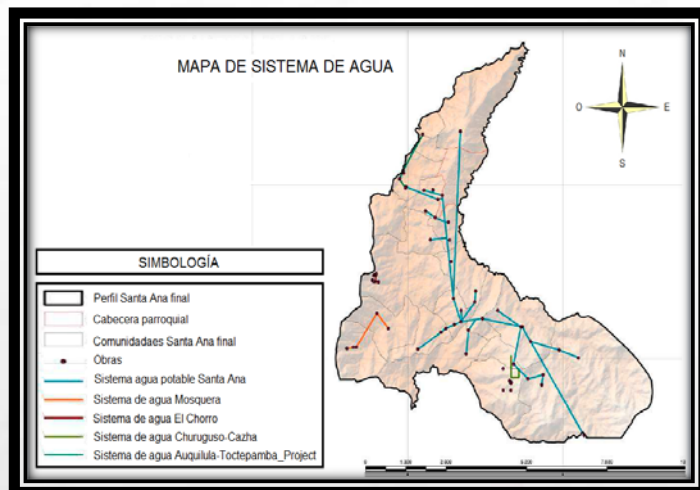 MAPA DE SISTEMA DE AGUA
N
O
E
S
SIMBOLOGÍA
Perfil Santa Ana final
Cabecera parroquial
Comunidadaes Santa Ana final
Obras
Sistema agua potable Santa Ana
Sistema de agua Mosquera
Sistema de agua El Chorro
Sistema de agua Churuguso-Cazha
Sistema de agua Auquilula-Toctepamba_Project